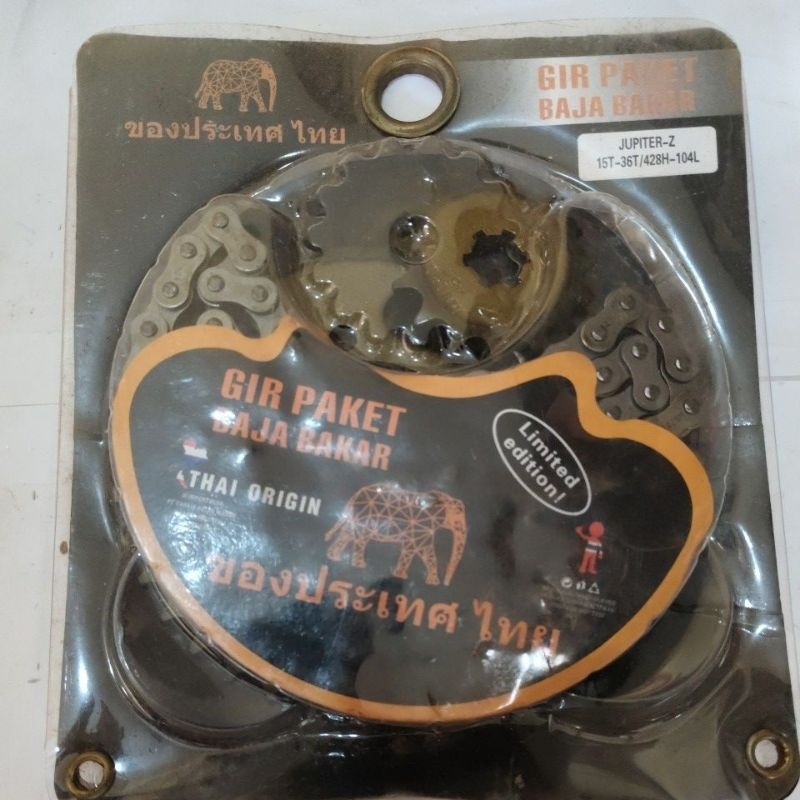 ของประเทศ ไทย
GIR PAKET
BAJA BAKAR
JUPITER-Z
15T-36T/428H-104L
GIR PAKET
BAJA BAKAR
Limited
edition!
THAI ORIGIN
ของประเทศ ไทย